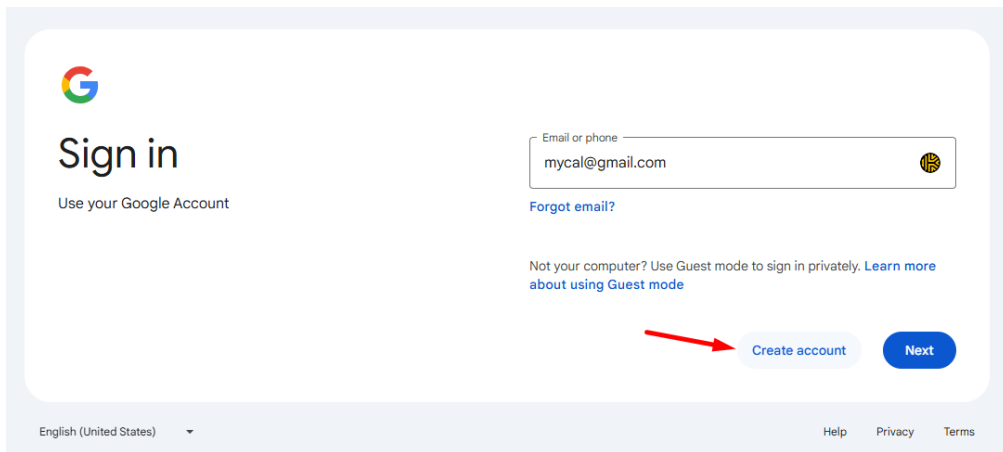 Sign in
Use your Google Account
Email or phone
mycal@gmail.com
Forgot email?
Not your computer? Use Guest mode to sign in privately. Learn more
about using Guest mode
Create account
Next
English (United States)
Help Privacy Terms